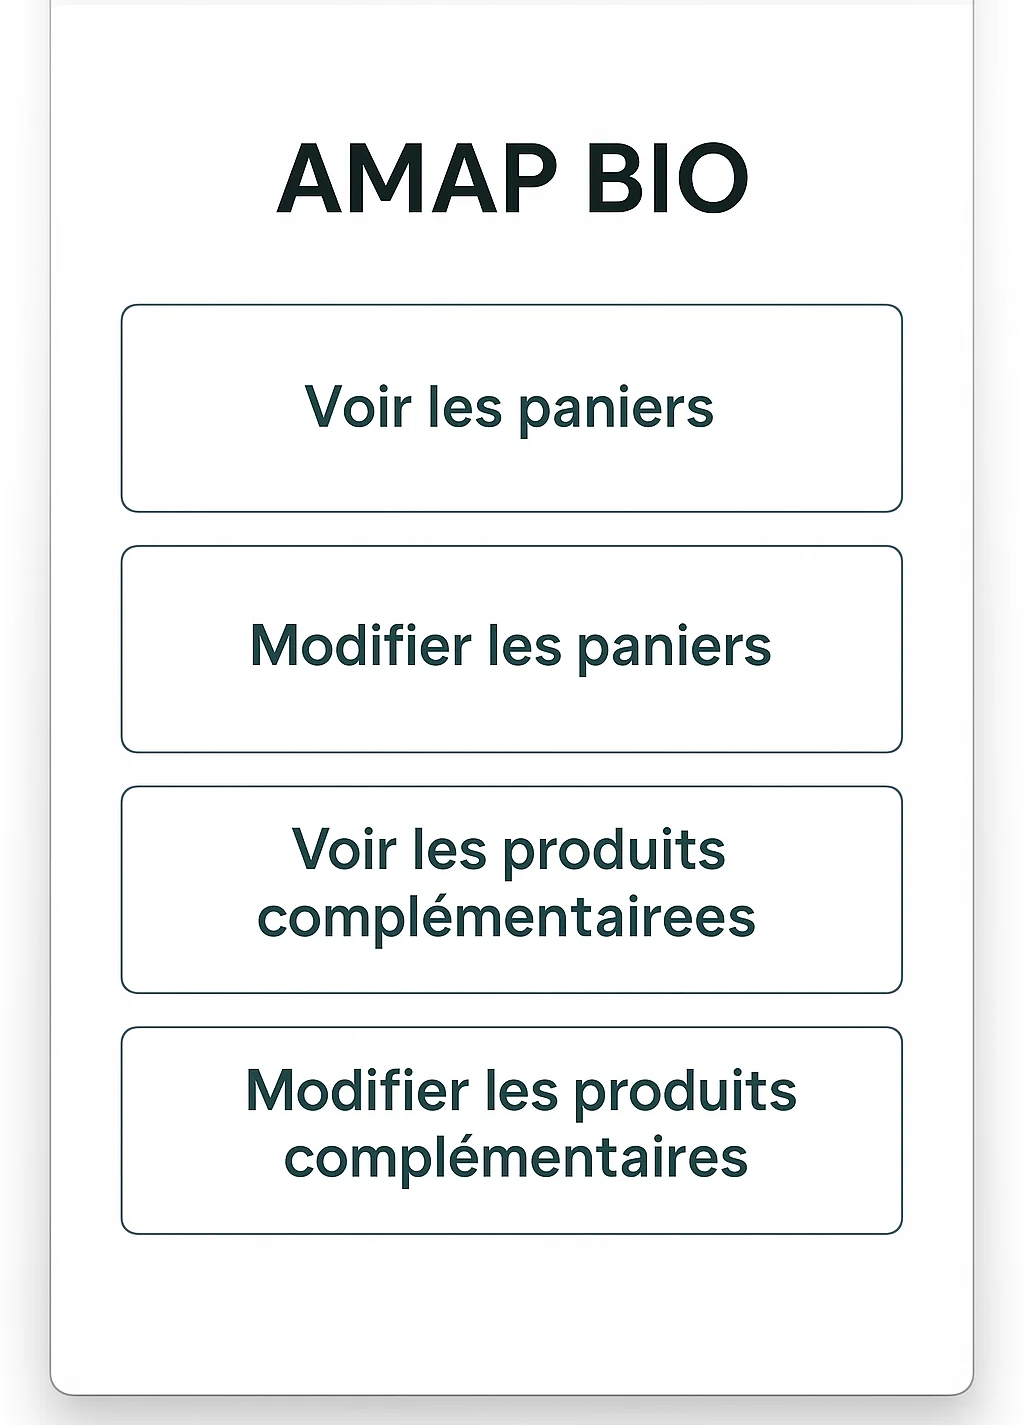 AMAP BIO
Voir les paniers
Modifier les paniers
Voir les produits
complémentairees
Modifier les produits
complémentaires